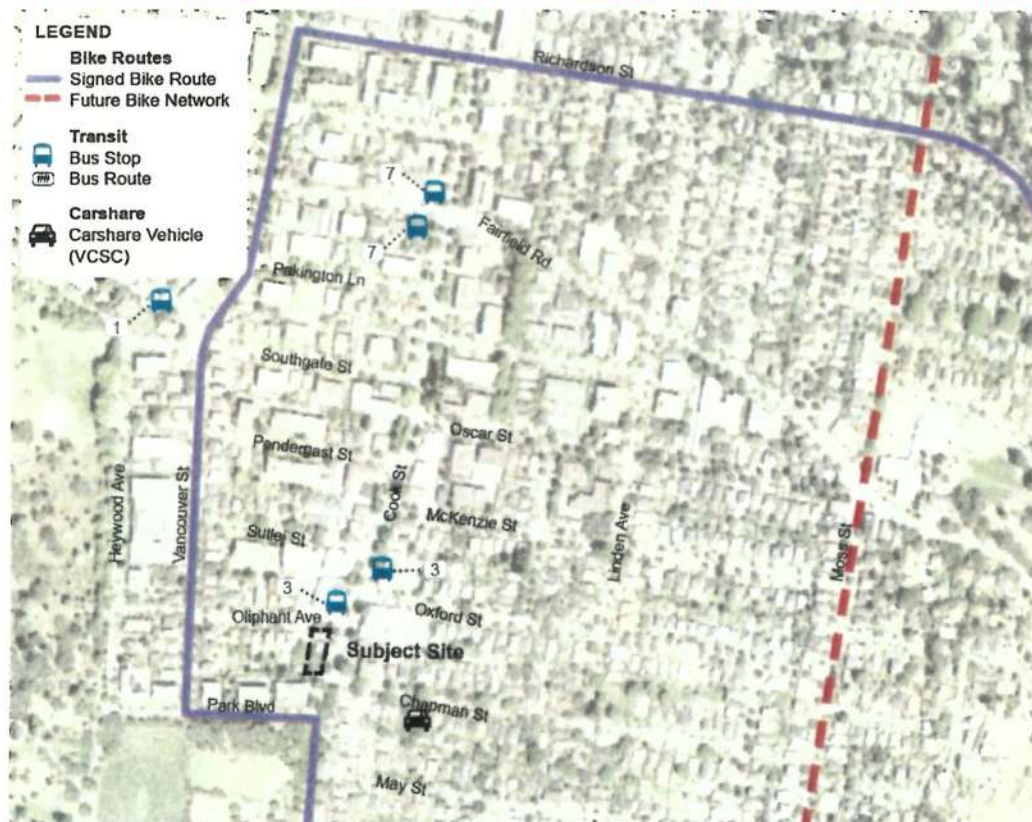 LEGEND
Bike Routes
Signed Bike Route
Future Bike Network
Transit
Bus Stop
Bus Route
Carshare
Carshare Vehicle
(VCSC)
Richardson St
7
7
Fairfield Rd
Pakington Ln
1
Southgate St
Oscar St
Pendergast St
Heywood Ave
Vancouver St
Cook St
McKenzie St
Linden Ave
Moss St
Sutlej St
3
3
Oliphant Ave
Oxford St
Subject Site
Park Blvd
Chapman St
May St